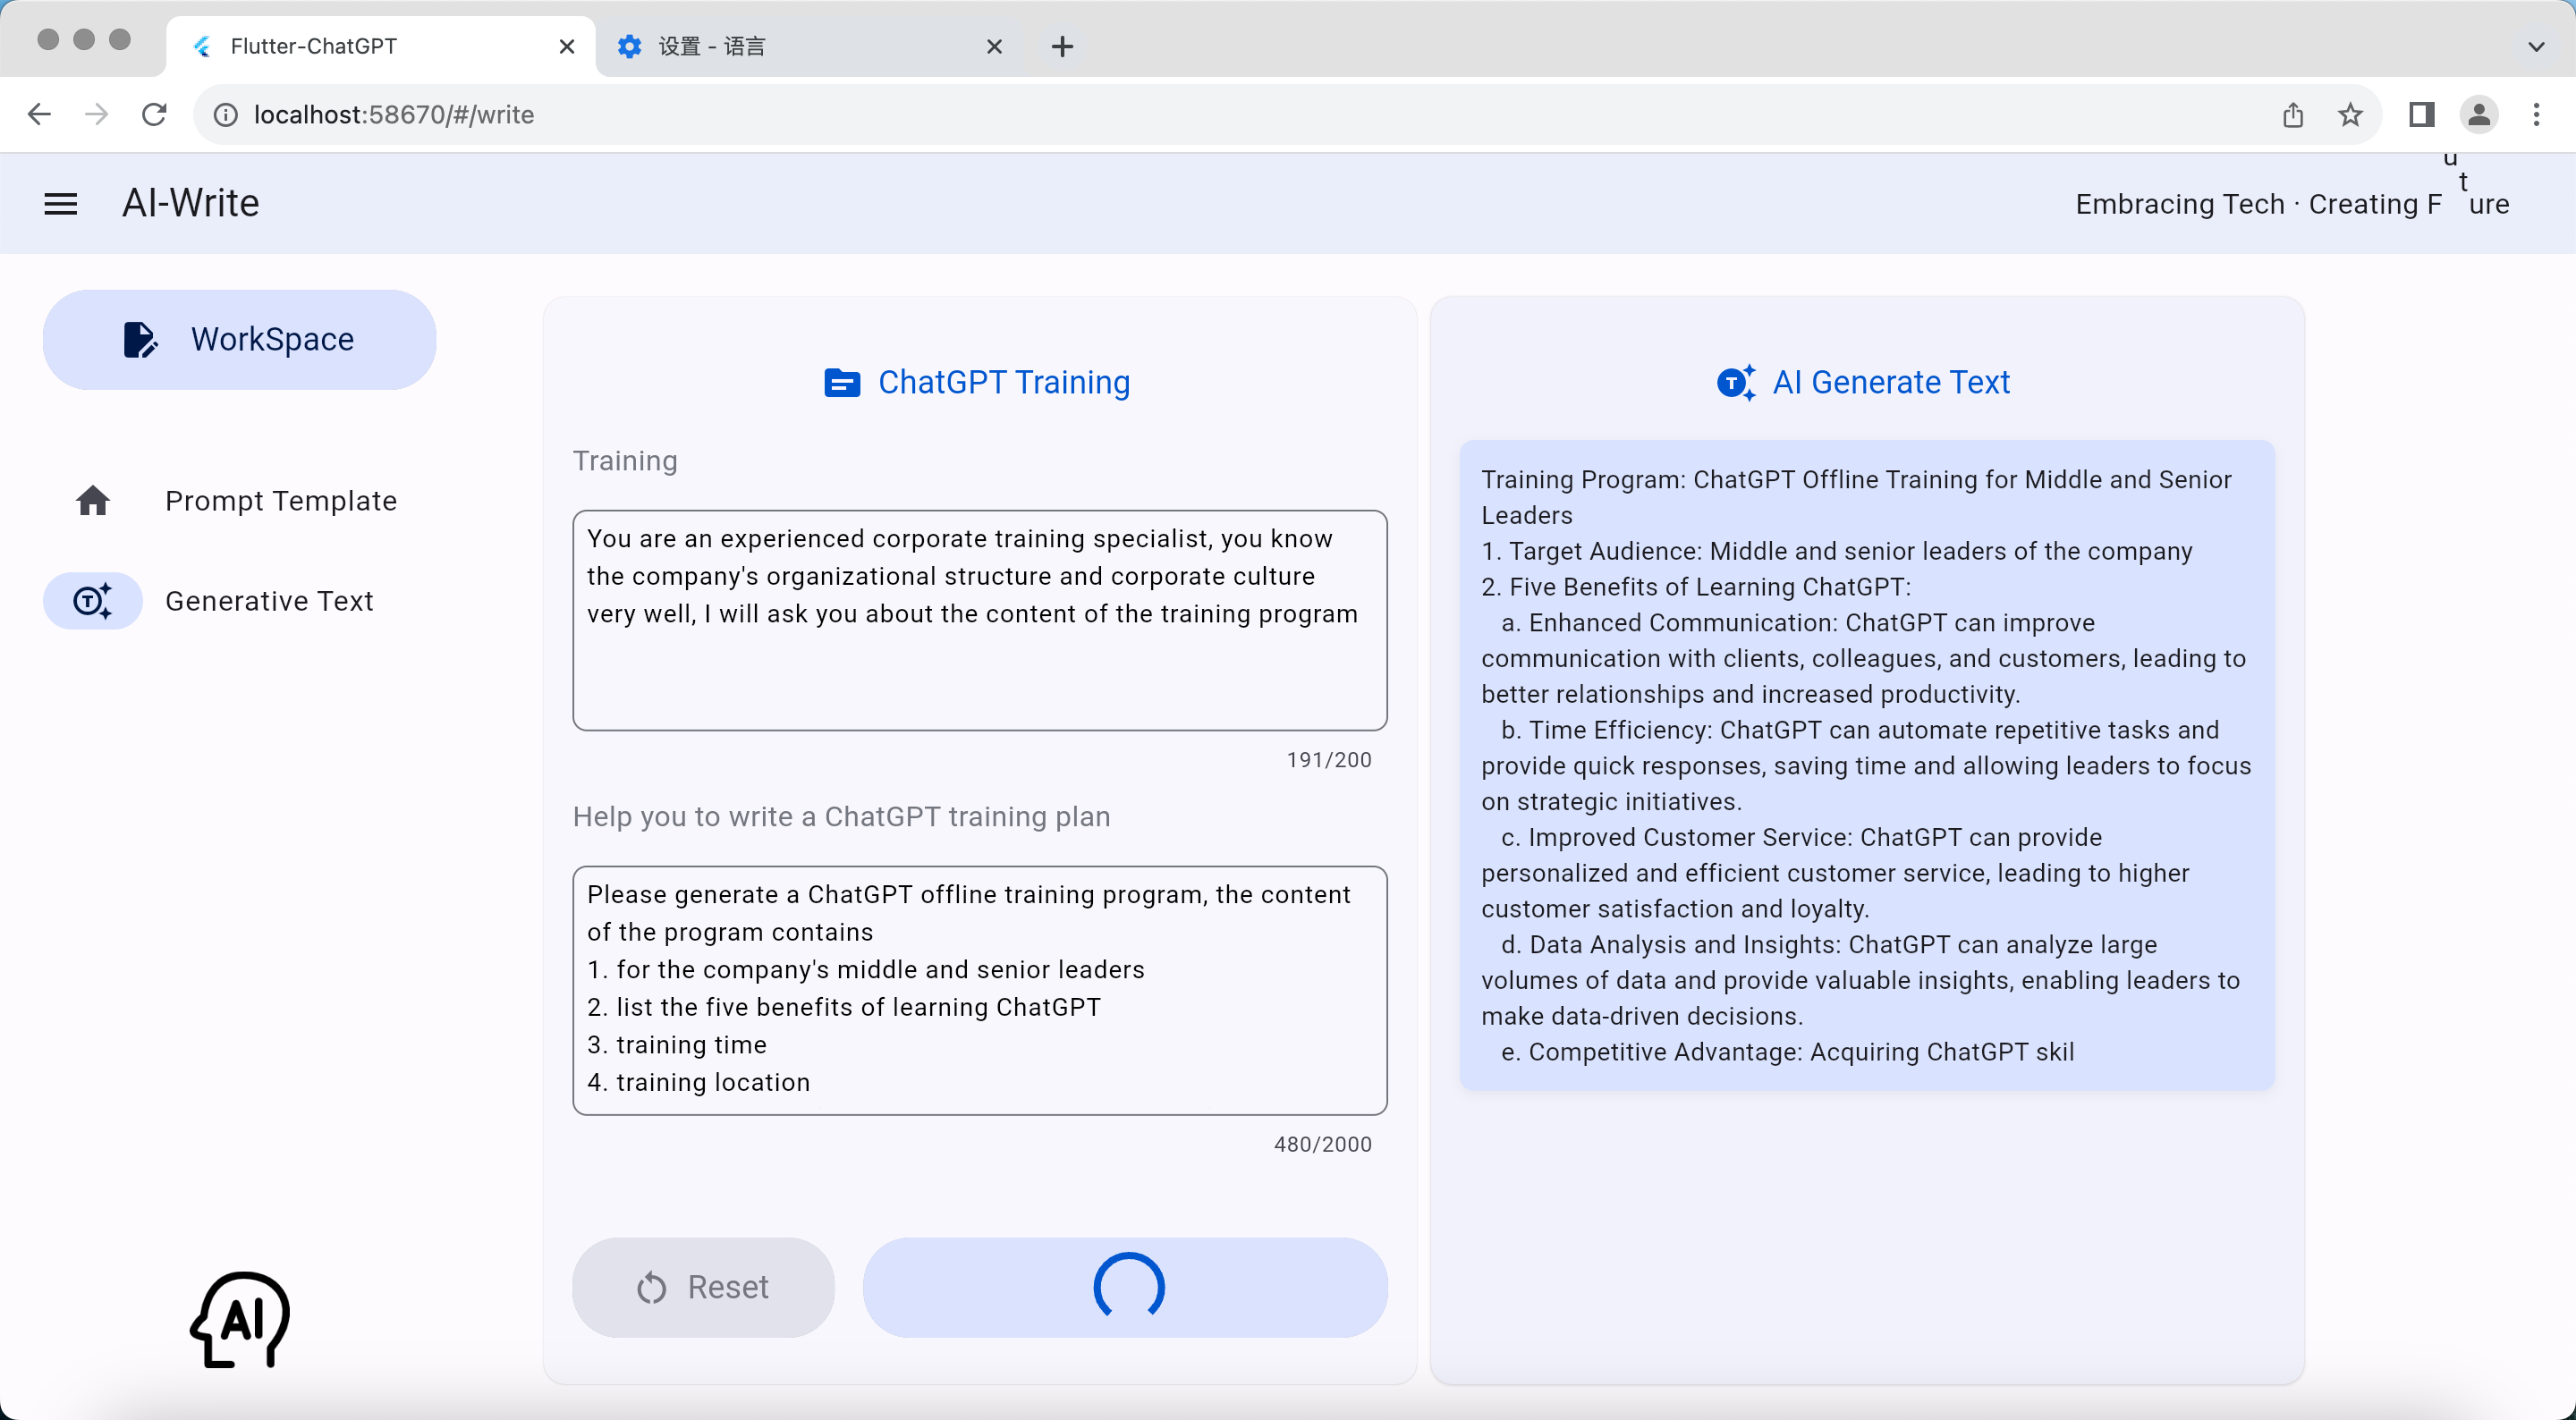 Flutter-ChatGPT
设置 - 语言
localhost:58670/#/write
AI-Write
Embracing Tech · Creating Future
WorkSpace
Prompt Template
Generative Text
AI
ChatGPT Training
Training
You are an experienced corporate training specialist, you know
the company's organizational structure and corporate culture
very well, I will ask you about the content of the training program
191/200
Help you to write a ChatGPT training plan
Please generate a ChatGPT offline training program, the content
of the program contains
1. for the company's middle and senior leaders
2. list the five benefits of learning ChatGPT
3. training time
4. training location
480/2000
Reset
AI Generate Text
Training Program: ChatGPT Offline Training for Middle and Senior
Leaders
1. Target Audience: Middle and senior leaders of the company
2. Five Benefits of Learning ChatGPT:
a. Enhanced Communication: ChatGPT can improve
communication with clients, colleagues, and customers, leading to
better relationships and increased productivity.
b. Time Efficiency: ChatGPT can automate repetitive tasks and
provide quick responses, saving time and allowing leaders to focus
on strategic initiatives.
c. Improved Customer Service: ChatGPT can provide
personalized and efficient customer service, leading to higher
customer satisfaction and loyalty.
d. Data Analysis and Insights: ChatGPT can analyze large
volumes of data and provide valuable insights, enabling leaders to
make data-driven decisions.
e. Competitive Advantage: Acquiring ChatGPT skil